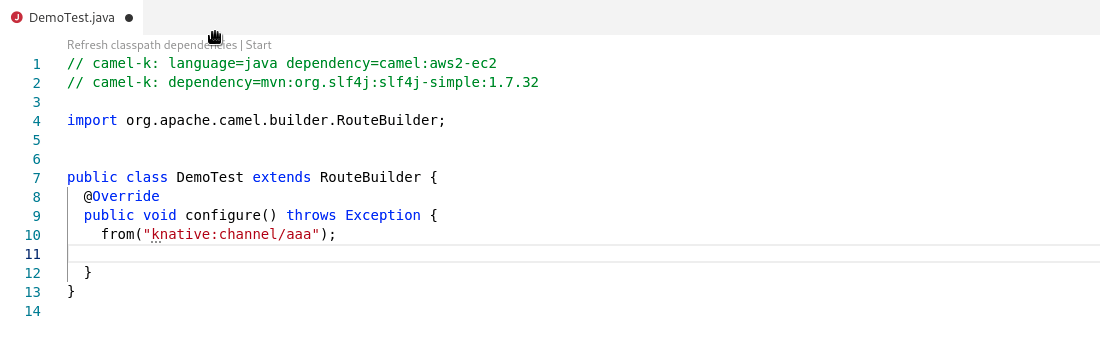 DemoTest.java
Refresh classpath dependencies | Start
1 // camel-k: language=java dependency=camel:aws2-ec2
2 // camel-k: dependency=mvn:org.slf4j:slf4j-simple:1.7.32
3
4 import org.apache.camel.builder.RouteBuilder;
5
6
7 public class DemoTest extends RouteBuilder {
8   @Override
9   public void configure() throws Exception {
10     from("knative:channel/aaa");
11
12   }
13 }
14